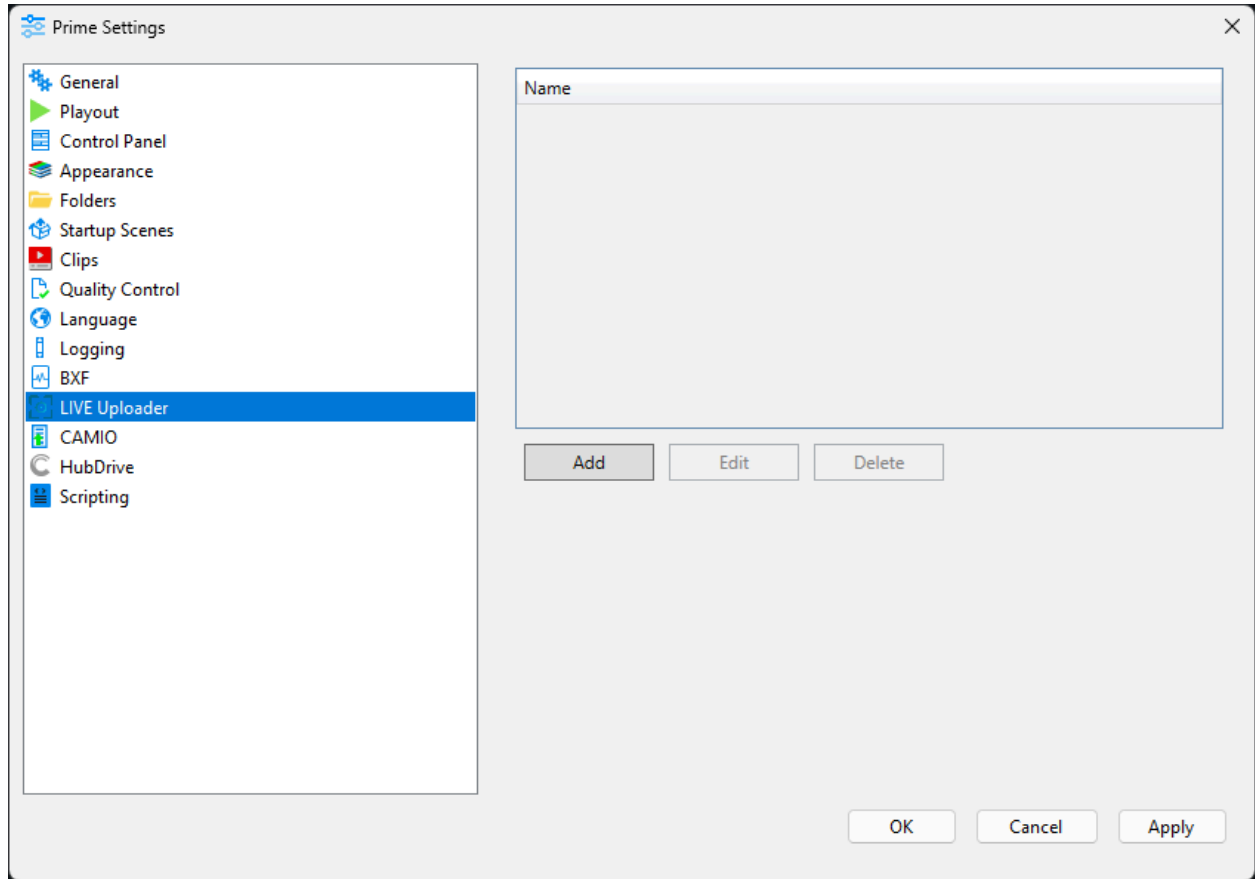 Prime Settings
General
Playout
Control Panel
Appearance
Folders
Startup Scenes
Clips
Quality Control
Language
Logging
BXF
LIVE Uploader
CAMIO
HubDrive
Scripting
Name
Add Edit Delete
OK Cancel Apply